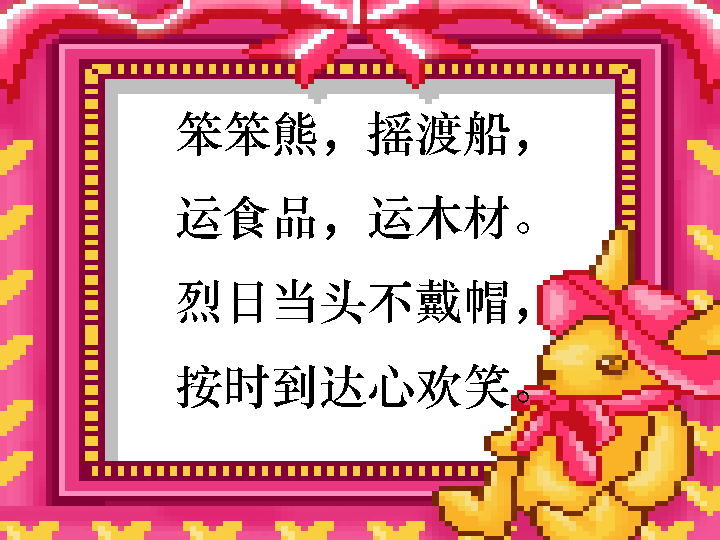 笨笨熊，摇渡船，
运食品，运木材。
烈日当头不戴帽，
按时到达心欢笑。